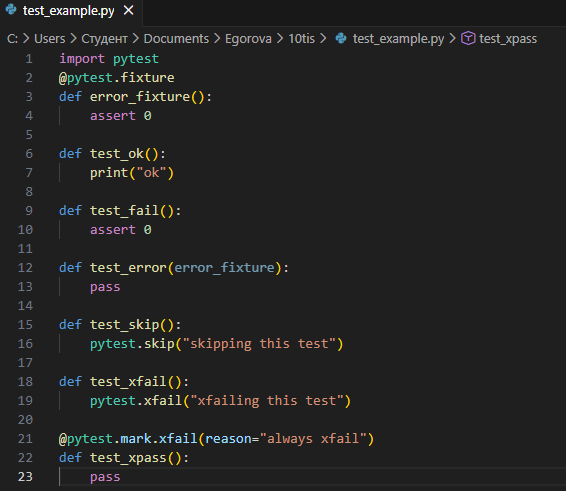 test_example.py ×
C: > Users > Студент > Documents > Egorova > 10tis > test_example.py > test_xpass
1 import pytest
2 @pytest.fixture
3 def error_fixture():
4     assert 0
5
6 def test_ok():
7     print("ok")
8
9 def test_fail():
10     assert 0
11
12 def test_error(error_fixture):
13     pass
14
15 def test_skip():
16     pytest.skip("skipping this test")
17
18 def test_xfail():
19     pytest.xfail("xfailing this test")
20
21 @pytest.mark.xfail(reason="always xfail")
22 def test_xpass():
23     pass